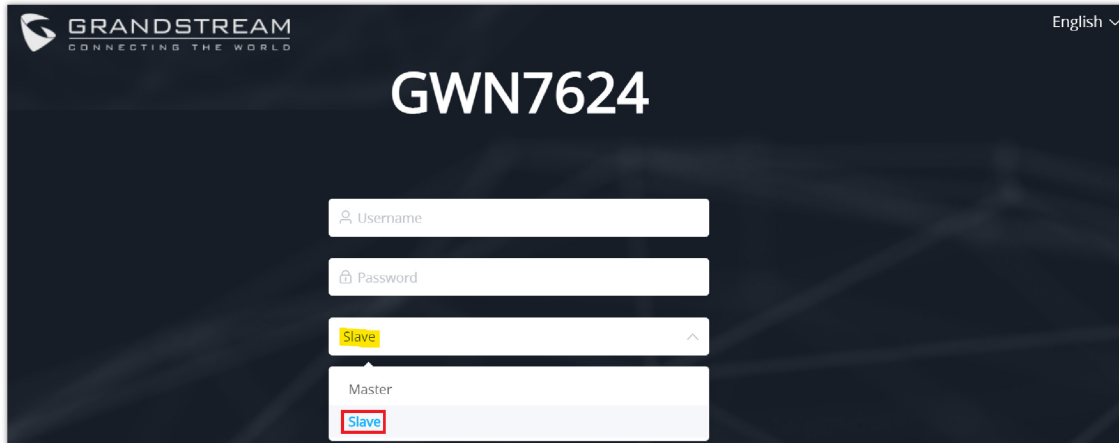 GRANDSTREAM
CONNECTING THE WORLD
English
GWN7624
Username
Password
Slave
Master
Slave